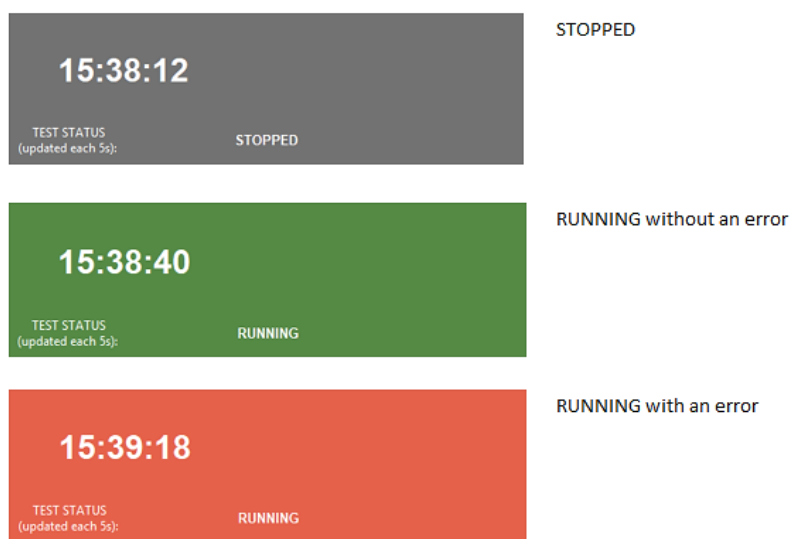 15:38:12
STOPPED
TEST STATUS
(updated each 5s):
STOPPED
15:38:40
RUNNING without an error
TEST STATUS
(updated each 5s):
RUNNING
15:39:18
RUNNING with an error
TEST STATUS
(updated each 5s):
RUNNING